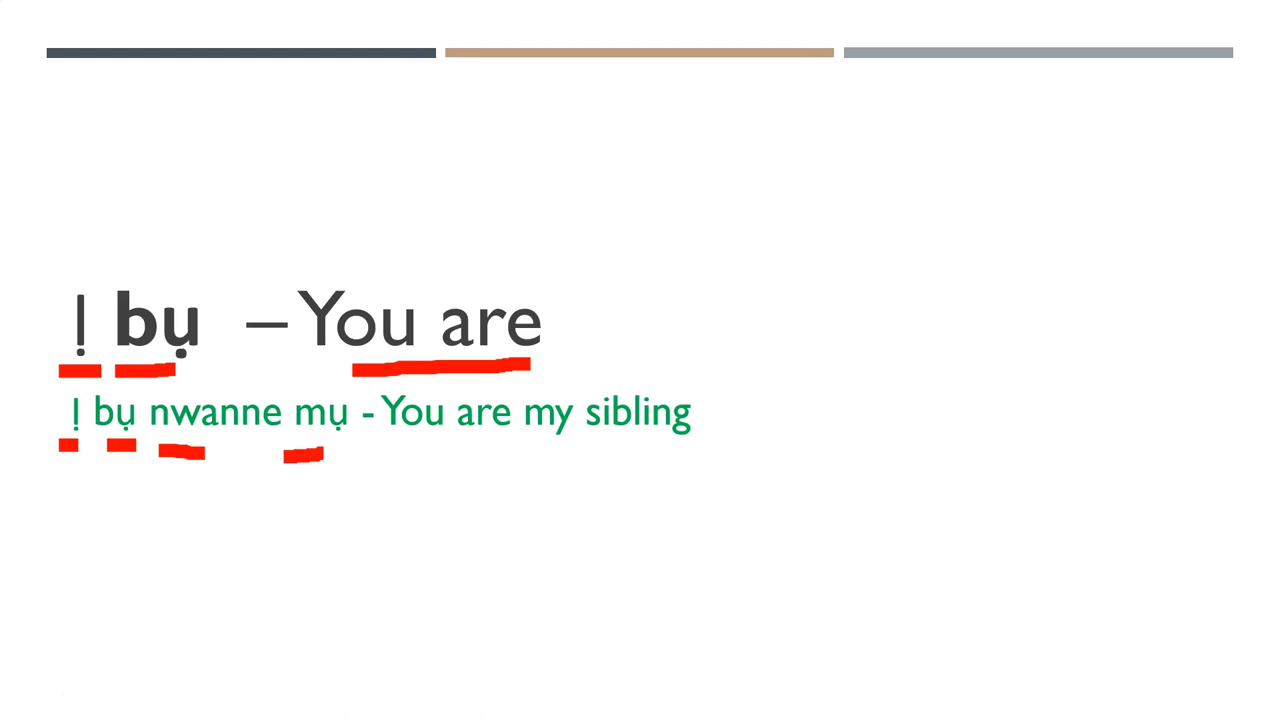 Ị bụ – You are
Ị bụ nwanne mụ - You are my sibling